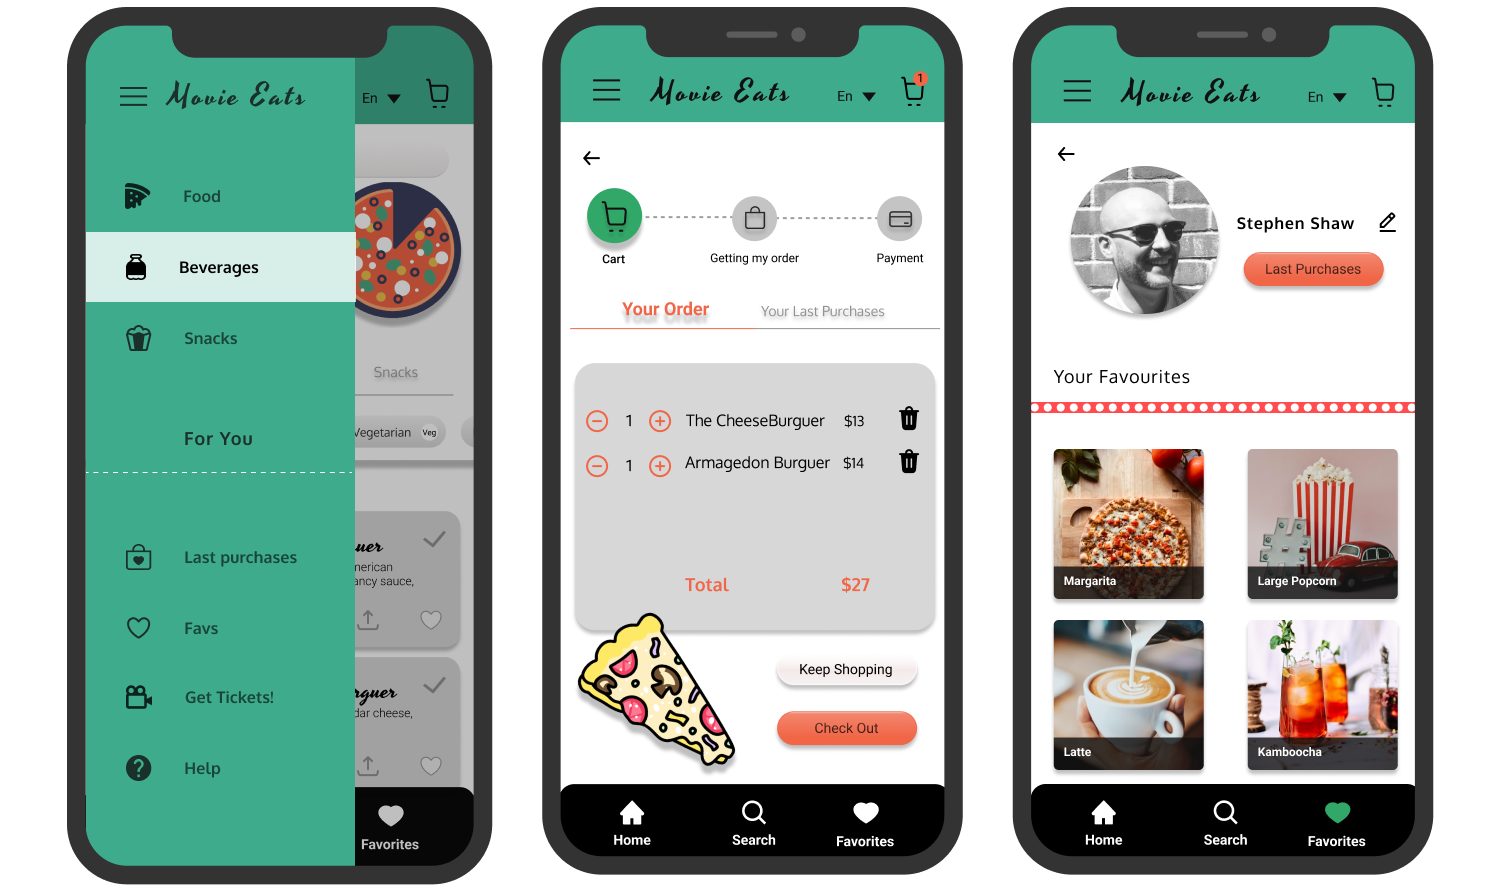 Movie Eats
En
Food
Beverages
Snacks
Snacks
For You
Vegetarian
Veg
Last purchases
Favs
Get Tickets!
Help
ancy sauce,
dar cheese,
Favorites
Movie Eats
En
1
Cart
Getting my order
Payment
Your Order
Your Last Purchases
1 The CheeseBurguer $13
1 Armagedon Burguer $14
Total $27
Keep Shopping
Check Out
Home
Search
Favorites
Movie Eats
En
Stephen Shaw
Last Purchases
Your Favourites
Margarita
Large Popcorn
Latte
Kamboocha
Home
Search
Favorites